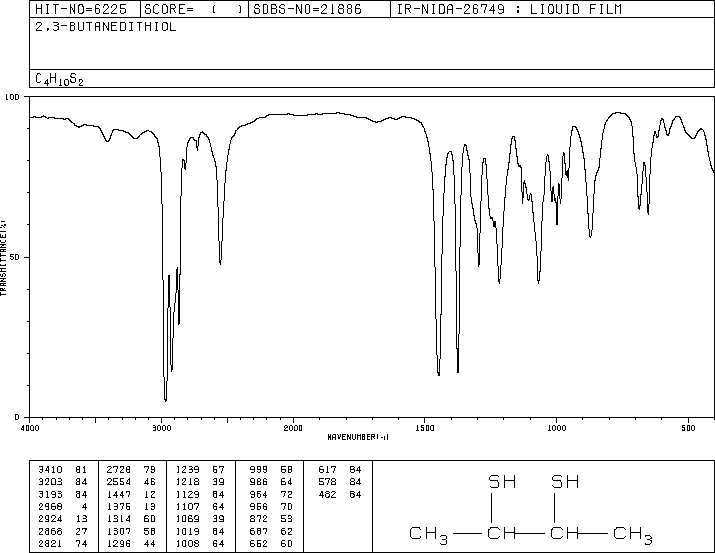 HIT-NO=6225 SCORE= ( ) SDBS-NO=21886 IR-NIDA-26749 : LIQUID FILM
2,3-BUTANEDITHIOL
C4H10S2
100
50
0
TRANSMITTANCE(%)
4000 3000 2000 1500 1000 500
WAVENUMBER(-1)
3410 81 2728 79 1239 67 999 68 617 84
3203 84 2554 46 1218 39 986 64 578 84
3193 84 1447 12 1129 84 964 72 482 84
2968 4 1376 13 1107 64 956 70
2924 13 1314 60 1069 39 872 53
2866 27 1307 58 1019 84 687 62
2821 74 1296 44 1008 64 652 60
SH SH
CH3 CH CH CH3